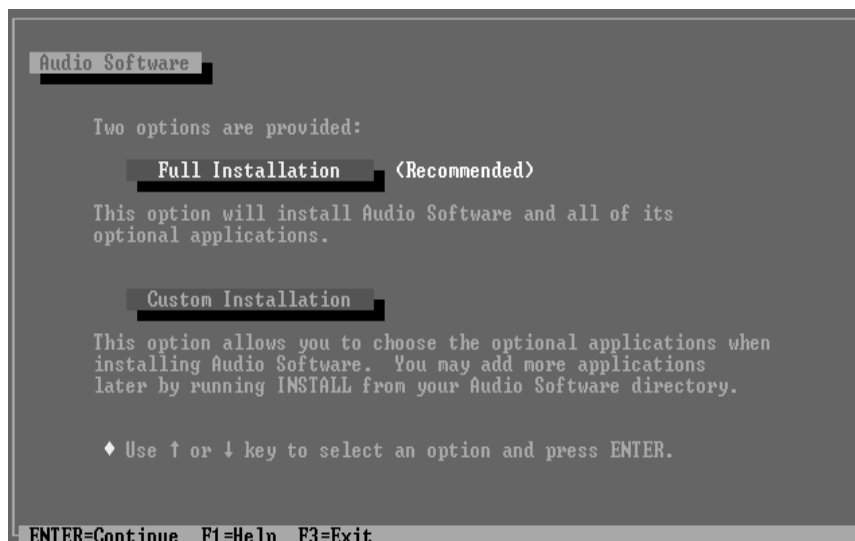 Audio Software
Two options are provided:
Full Installation (Recommended)
This option will install Audio Software and all of its
optional applications.
Custom Installation
This option allows you to choose the optional applications when
installing Audio Software. You may add more applications
later by running INSTALL from your Audio Software directory.
♦ Use ↑ or ↓ key to select an option and press ENTER.
ENTER=Continue F1=Help F3=Exit